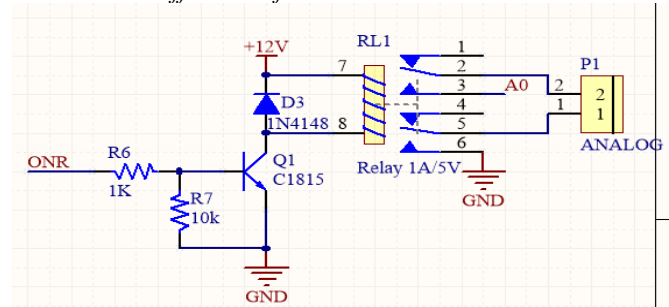 +12V
RL1
1
7
2
P1
3
A0
2
2
D3
4
1
1
1N4148
8
5
ANALOG
Q1
6
R6
ONR
C1815
Relay 1A/5V
1K
R7
GND
10k
GND